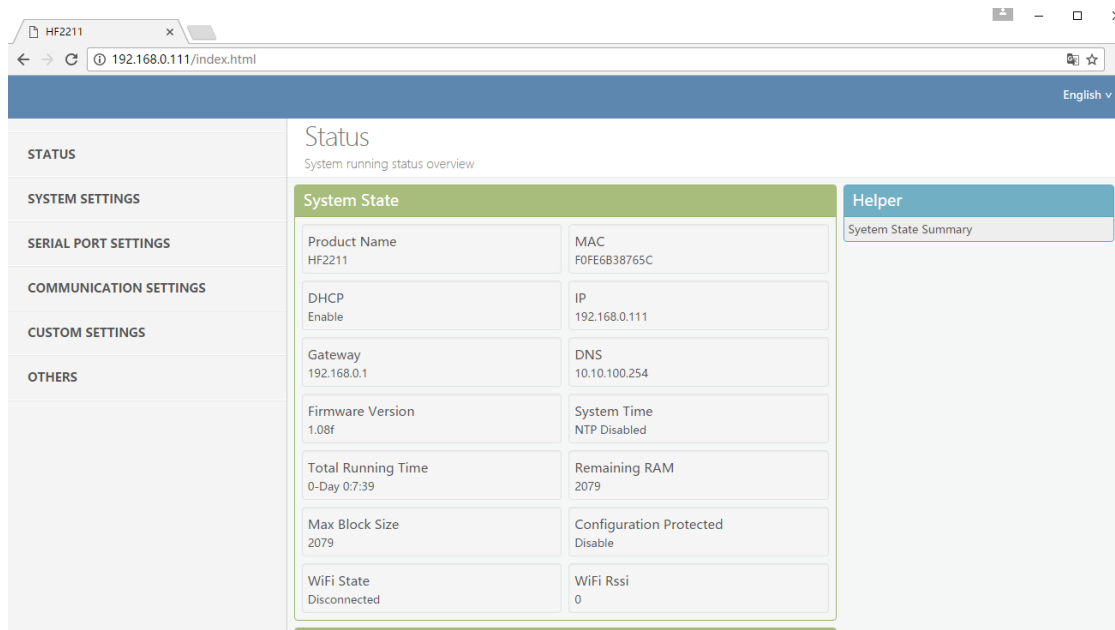 HF2211
192.168.0.111/index.html
English
STATUS
SYSTEM SETTINGS
SERIAL PORT SETTINGS
COMMUNICATION SETTINGS
CUSTOM SETTINGS
OTHERS
Status
System running status overview
System State
Product Name
HF2211
MAC
F0FE6B38765C
DHCP
Enable
IP
192.168.0.111
Gateway
192.168.0.1
DNS
10.10.100.254
Firmware Version
1.08f
System Time
NTP Disabled
Total Running Time
0-Day 0:7:39
Remaining RAM
2079
Max Block Size
2079
Configuration Protected
Disable
WiFi State
Disconnected
WiFi Rssi
0
Helper
Syetem State Summary